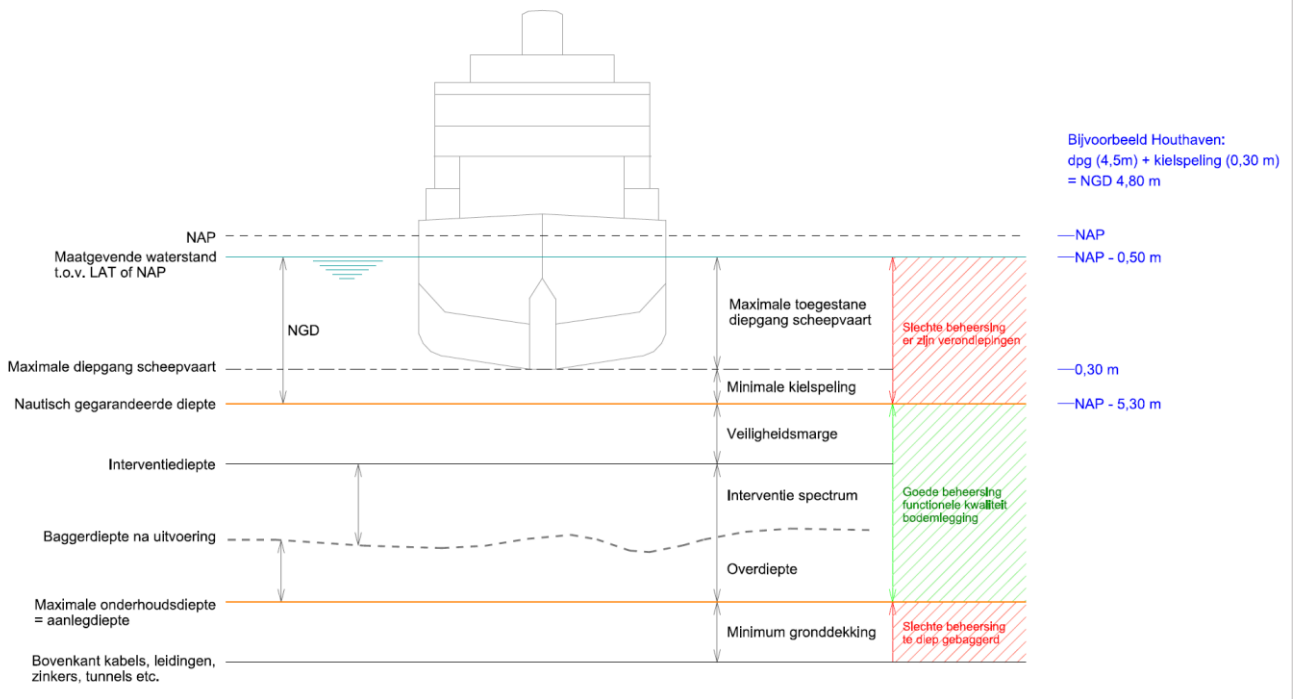 Bijvoorbeeld Houthaven:
dpg (4,5m) + kielspeling (0,30 m)
= NGD 4,80 m
NAP
NAP
Maatgevende waterstand
t.o.v. LAT of NAP
NAP - 0,50 m
NGD
Maximale toegestane
diepgang scheepvaart
Slechte beheersing
er zijn verondiepingen
Maximale diepgang scheepvaart
0,30 m
Minimale kielspeling
Nautisch gegarandeerde diepte
NAP - 5,30 m
Veiligheidsmarge
Interventiediepte
Interventie spectrum
Goede beheersing
functionele kwaliteit
bodemlegging
Baggerdiepte na uitvoering
Overdiepte
Maximale onderhoudsdiepte
= aanlegdiepte
Minimum gronddekking
Slechte beheersing
te diep gebaggerd
Bovenkant kabels, leidingen,
zinkers, tunnels etc.